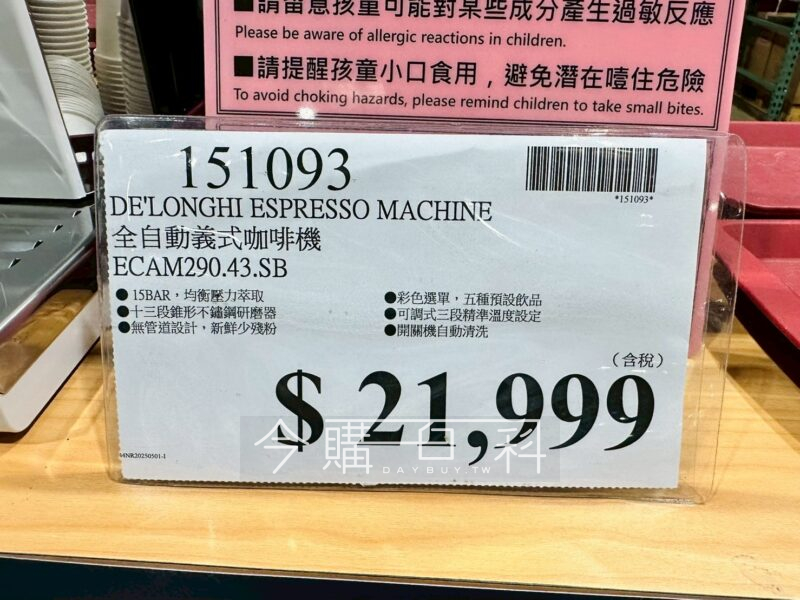 ■請留意孩童可能對某些成分產生過敏反應
Please be aware of allergic reactions in children.
■請提醒孩童小口食用，避免潛在噎住危險
To avoid choking hazards, please remind children to take small bites.
151093
*151093*
DE'LONGHI ESPRESSO MACHINE
全自動義式咖啡機
ECAM290.43.SB
●15BAR，均衡壓力萃取
●十三段錐形不鏽鋼研磨器
●無管道設計，新鮮少殘粉
●彩色選單，五種預設飲品
●可調式三段精準溫度設定
●開關機自動清洗
（含稅）
$ 21,999
今購百科
DAYBUY.TW